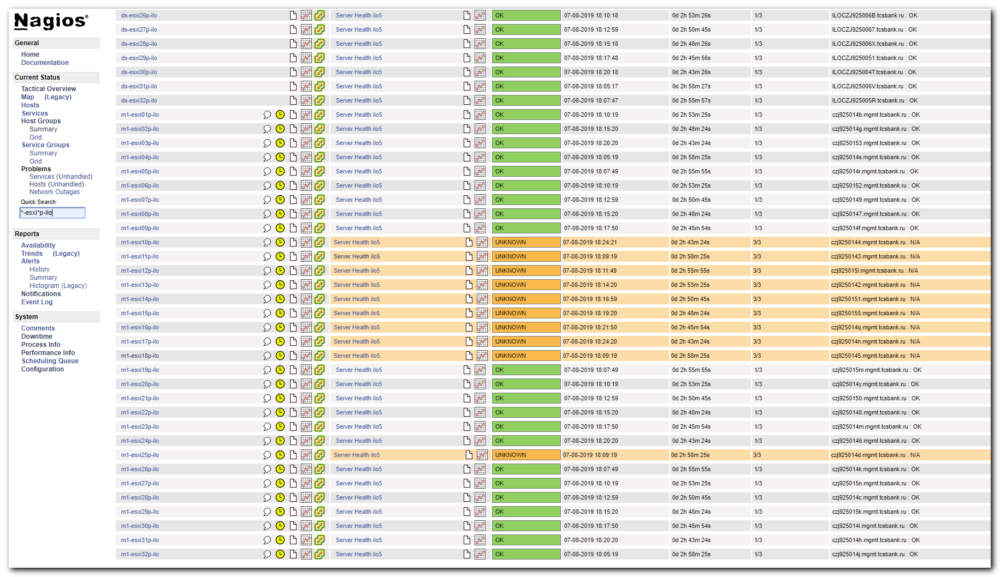 Nagios®
General
Home
Documentation
Current Status
Tactical Overview
Map (Legacy)
Hosts
Services
Host Groups
Summary
Grid
Service Groups
Summary
Grid
Problems
Services (Unhandled)
Hosts (Unhandled)
Network Outages
Quick Search:
*-esxi*p-ilo
Reports
Availability
Trends (Legacy)
Alerts
History
Summary
Histogram (Legacy)
Notifications
Event Log
System
Comments
Downtime
Process Info
Performance Info
Scheduling Queue
Configuration
ds-esxi26p-ilo Server Health ilo5 OK 07-08-2019 18:10:18 0d 2h 53m 26s 1/3 ILOCZJ925006B.tcsbank.ru : OK
ds-esxi27p-ilo Server Health ilo5 OK 07-08-2019 18:12:59 0d 2h 50m 45s 1/3 ILOCZJ9250067.tcsbank.ru : OK
ds-esxi28p-ilo Server Health ilo5 OK 07-08-2019 18:15:18 0d 2h 48m 26s 1/3 ILOCZJ925006X.tcsbank.ru : OK
ds-esxi29p-ilo Server Health ilo5 OK 07-08-2019 18:17:48 0d 2h 45m 56s 1/3 ILOCZJ9250051.tcsbank.ru : OK
ds-esxi30p-ilo Server Health ilo5 OK 07-08-2019 18:20:18 0d 2h 43m 26s 1/3 ILOCZJ925004T.tcsbank.ru : OK
ds-esxi31p-ilo Server Health ilo5 OK 07-08-2019 18:05:17 0d 2h 58m 27s 1/3 ILOCZJ925006V.tcsbank.ru : OK
ds-esxi32p-ilo Server Health ilo5 OK 07-08-2019 18:07:47 0d 2h 55m 57s 1/3 ILOCZJ925005R.tcsbank.ru : OK
m1-esxi01p-ilo Server Health ilo5 OK 07-08-2019 18:10:19 0d 2h 53m 25s 1/3 czj925014b.mgmt.tcsbank.ru : OK
m1-esxi02p-ilo Server Health ilo5 OK 07-08-2019 18:15:20 0d 2h 48m 24s 1/3 czj925014g.mgmt.tcsbank.ru : OK
m1-esxi03p-ilo Server Health ilo5 OK 07-08-2019 18:20:20 0d 2h 43m 24s 1/3 czj9250153.mgmt.tcsbank.ru : OK
m1-esxi04p-ilo Server Health ilo5 OK 07-08-2019 18:05:19 0d 2h 58m 25s 1/3 czj925014s.mgmt.tcsbank.ru : OK
m1-esxi05p-ilo Server Health ilo5 OK 07-08-2019 18:07:49 0d 2h 55m 55s 1/3 czj925014r.mgmt.tcsbank.ru : OK
m1-esxi06p-ilo Server Health ilo5 OK 07-08-2019 18:10:19 0d 2h 53m 25s 1/3 czj9250152.mgmt.tcsbank.ru : OK
m1-esxi07p-ilo Server Health ilo5 OK 07-08-2019 18:12:59 0d 2h 50m 45s 1/3 czj9250149.mgmt.tcsbank.ru : OK
m1-esxi08p-ilo Server Health ilo5 OK 07-08-2019 18:15:20 0d 2h 48m 24s 1/3 czj9250147.mgmt.tcsbank.ru : OK
m1-esxi09p-ilo Server Health ilo5 OK 07-08-2019 18:17:50 0d 2h 45m 54s 1/3 czj925014f.mgmt.tcsbank.ru : OK
m1-esxi10p-ilo Server Health ilo5 UNKNOWN 07-08-2019 18:24:21 0d 2h 43m 24s 3/3 czj9250144.mgmt.tcsbank.ru : N/A
m1-esxi11p-ilo Server Health ilo5 UNKNOWN 07-08-2019 18:09:19 0d 2h 58m 25s 3/3 czj9250143.mgmt.tcsbank.ru : N/A
m1-esxi12p-ilo Server Health ilo5 UNKNOWN 07-08-2019 18:11:49 0d 2h 55m 55s 3/3 czj925015l.mgmt.tcsbank.ru : N/A
m1-esxi13p-ilo Server Health ilo5 UNKNOWN 07-08-2019 18:14:20 0d 2h 53m 25s 3/3 czj9250142.mgmt.tcsbank.ru : N/A
m1-esxi14p-ilo Server Health ilo5 UNKNOWN 07-08-2019 18:16:59 0d 2h 50m 45s 3/3 czj9250151.mgmt.tcsbank.ru : N/A
m1-esxi15p-ilo Server Health ilo5 UNKNOWN 07-08-2019 18:19:20 0d 2h 48m 24s 3/3 czj9250155.mgmt.tcsbank.ru : N/A
m1-esxi16p-ilo Server Health ilo5 UNKNOWN 07-08-2019 18:21:50 0d 2h 45m 54s 3/3 czj925014q.mgmt.tcsbank.ru : N/A
m1-esxi17p-ilo Server Health ilo5 UNKNOWN 07-08-2019 18:24:20 0d 2h 43m 24s 3/3 czj925014n.mgmt.tcsbank.ru : N/A
m1-esxi18p-ilo Server Health ilo5 UNKNOWN 07-08-2019 18:09:19 0d 2h 58m 25s 3/3 czj9250145.mgmt.tcsbank.ru : N/A
m1-esxi19p-ilo Server Health ilo5 OK 07-08-2019 18:07:49 0d 2h 55m 55s 1/3 czj925015m.mgmt.tcsbank.ru : OK
m1-esxi20p-ilo Server Health ilo5 OK 07-08-2019 18:10:19 0d 2h 53m 25s 1/3 czj925014y.mgmt.tcsbank.ru : OK
m1-esxi21p-ilo Server Health ilo5 OK 07-08-2019 18:12:59 0d 2h 50m 45s 1/3 czj9250150.mgmt.tcsbank.ru : OK
m1-esxi22p-ilo Server Health ilo5 OK 07-08-2019 18:15:20 0d 2h 48m 24s 1/3 czj9250148.mgmt.tcsbank.ru : OK
m1-esxi23p-ilo Server Health ilo5 OK 07-08-2019 18:17:50 0d 2h 45m 54s 1/3 czj925014m.mgmt.tcsbank.ru : OK
m1-esxi24p-ilo Server Health ilo5 OK 07-08-2019 18:20:20 0d 2h 43m 24s 1/3 czj9250146.mgmt.tcsbank.ru : OK
m1-esxi25p-ilo Server Health ilo5 UNKNOWN 07-08-2019 18:09:19 0d 2h 58m 25s 3/3 czj925014d.mgmt.tcsbank.ru : N/A
m1-esxi26p-ilo Server Health ilo5 OK 07-08-2019 18:07:49 0d 2h 55m 55s 1/3 czj925014k.mgmt.tcsbank.ru : OK
m1-esxi27p-ilo Server Health ilo5 OK 07-08-2019 18:10:19 0d 2h 53m 25s 1/3 czj925015n.mgmt.tcsbank.ru : OK
m1-esxi28p-ilo Server Health ilo5 OK 07-08-2019 18:12:59 0d 2h 50m 45s 1/3 czj925014c.mgmt.tcsbank.ru : OK
m1-esxi29p-ilo Server Health ilo5 OK 07-08-2019 18:15:20 0d 2h 48m 24s 1/3 czj925015k.mgmt.tcsbank.ru : OK
m1-esxi30p-ilo Server Health ilo5 OK 07-08-2019 18:17:50 0d 2h 45m 54s 1/3 czj925014l.mgmt.tcsbank.ru : OK
m1-esxi31p-ilo Server Health ilo5 OK 07-08-2019 18:20:20 0d 2h 43m 24s 1/3 czj925014h.mgmt.tcsbank.ru : OK
m1-esxi32p-ilo Server Health ilo5 OK 07-08-2019 18:05:19 0d 2h 58m 25s 1/3 czj925014j.mgmt.tcsbank.ru : OK